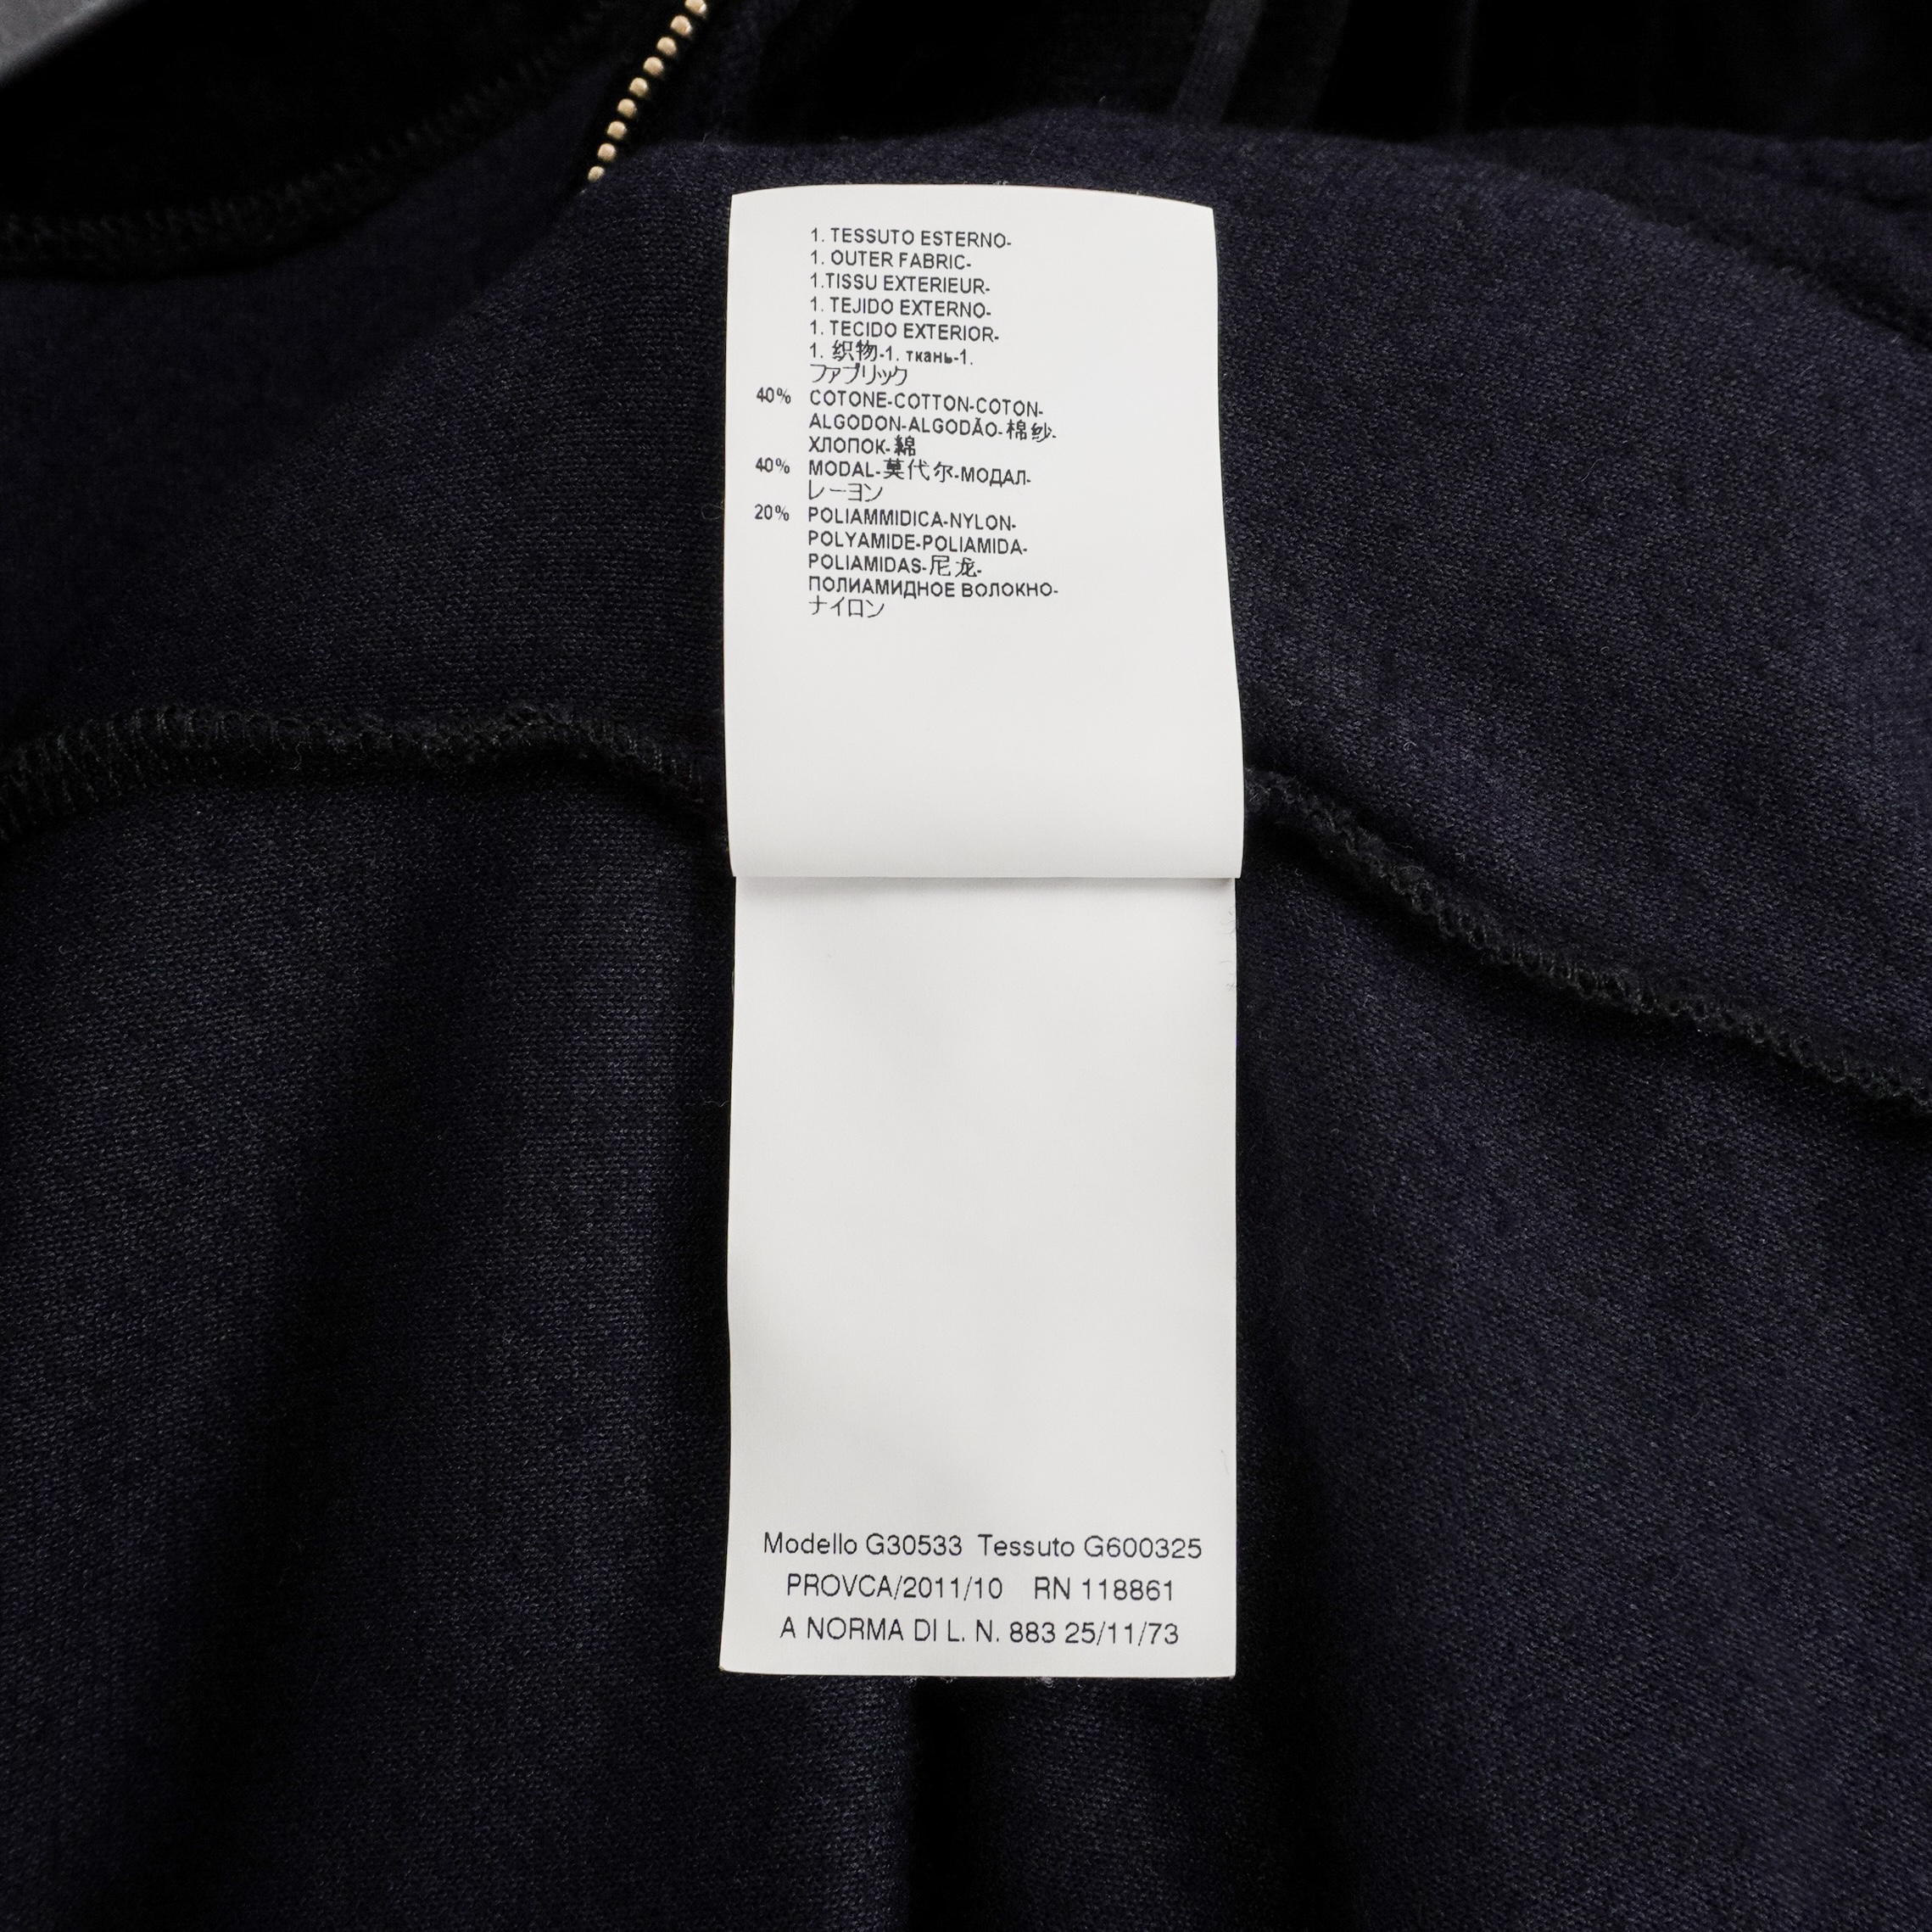 1. TESSUTO ESTERNO-
1. OUTER FABRIC-
1.TISSU EXTERIEUR-
1. TEJIDO EXTERNO-
1. TECIDO EXTERIOR-
1. 织物-1. ткань-1.
ファブリック
40% COTONE-COTTON-COTON-
ALGODON-ALGODÃO-棉纱-
ХЛОПОК-綿
40% MODAL-莫代尔-МОДАЛ-
レーヨン
20% POLIAMMIDICA-NYLON-
POLYAMIDE-POLIAMIDA-
POLIAMIDAS-尼龙-
ПОЛИАМИДНОЕ ВОЛОКНО-
ナイロン
Modello G30533 Tessuto G600325
PROVCA/2011/10 RN 118861
A NORMA DI L. N. 883 25/11/73